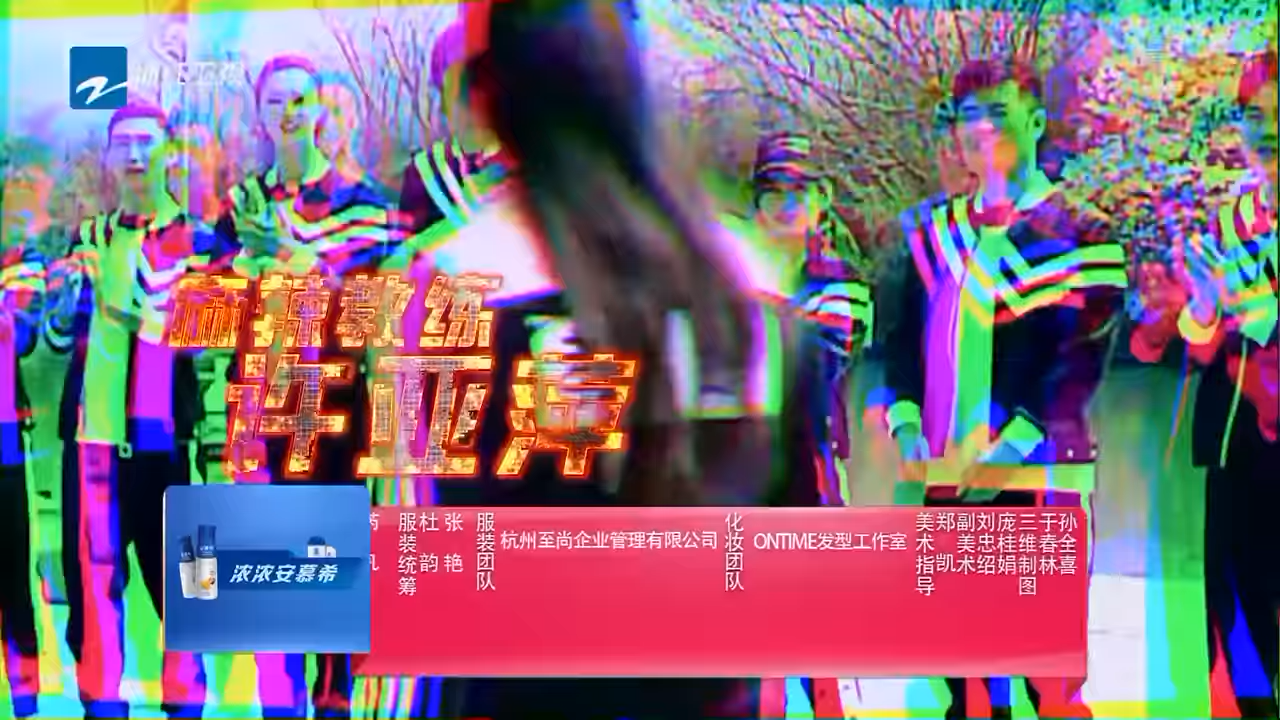 浙江卫视
麻辣教练
许亚萍
浓浓安慕希
服装统筹
杜韵
张艳
服装团队
杭州至尚企业管理有限公司
化妆团队
ONTIME发型工作室
美术指导
郑凯
副美术
刘忠绍
庞桂娟
三维制图
于春林
孙全喜